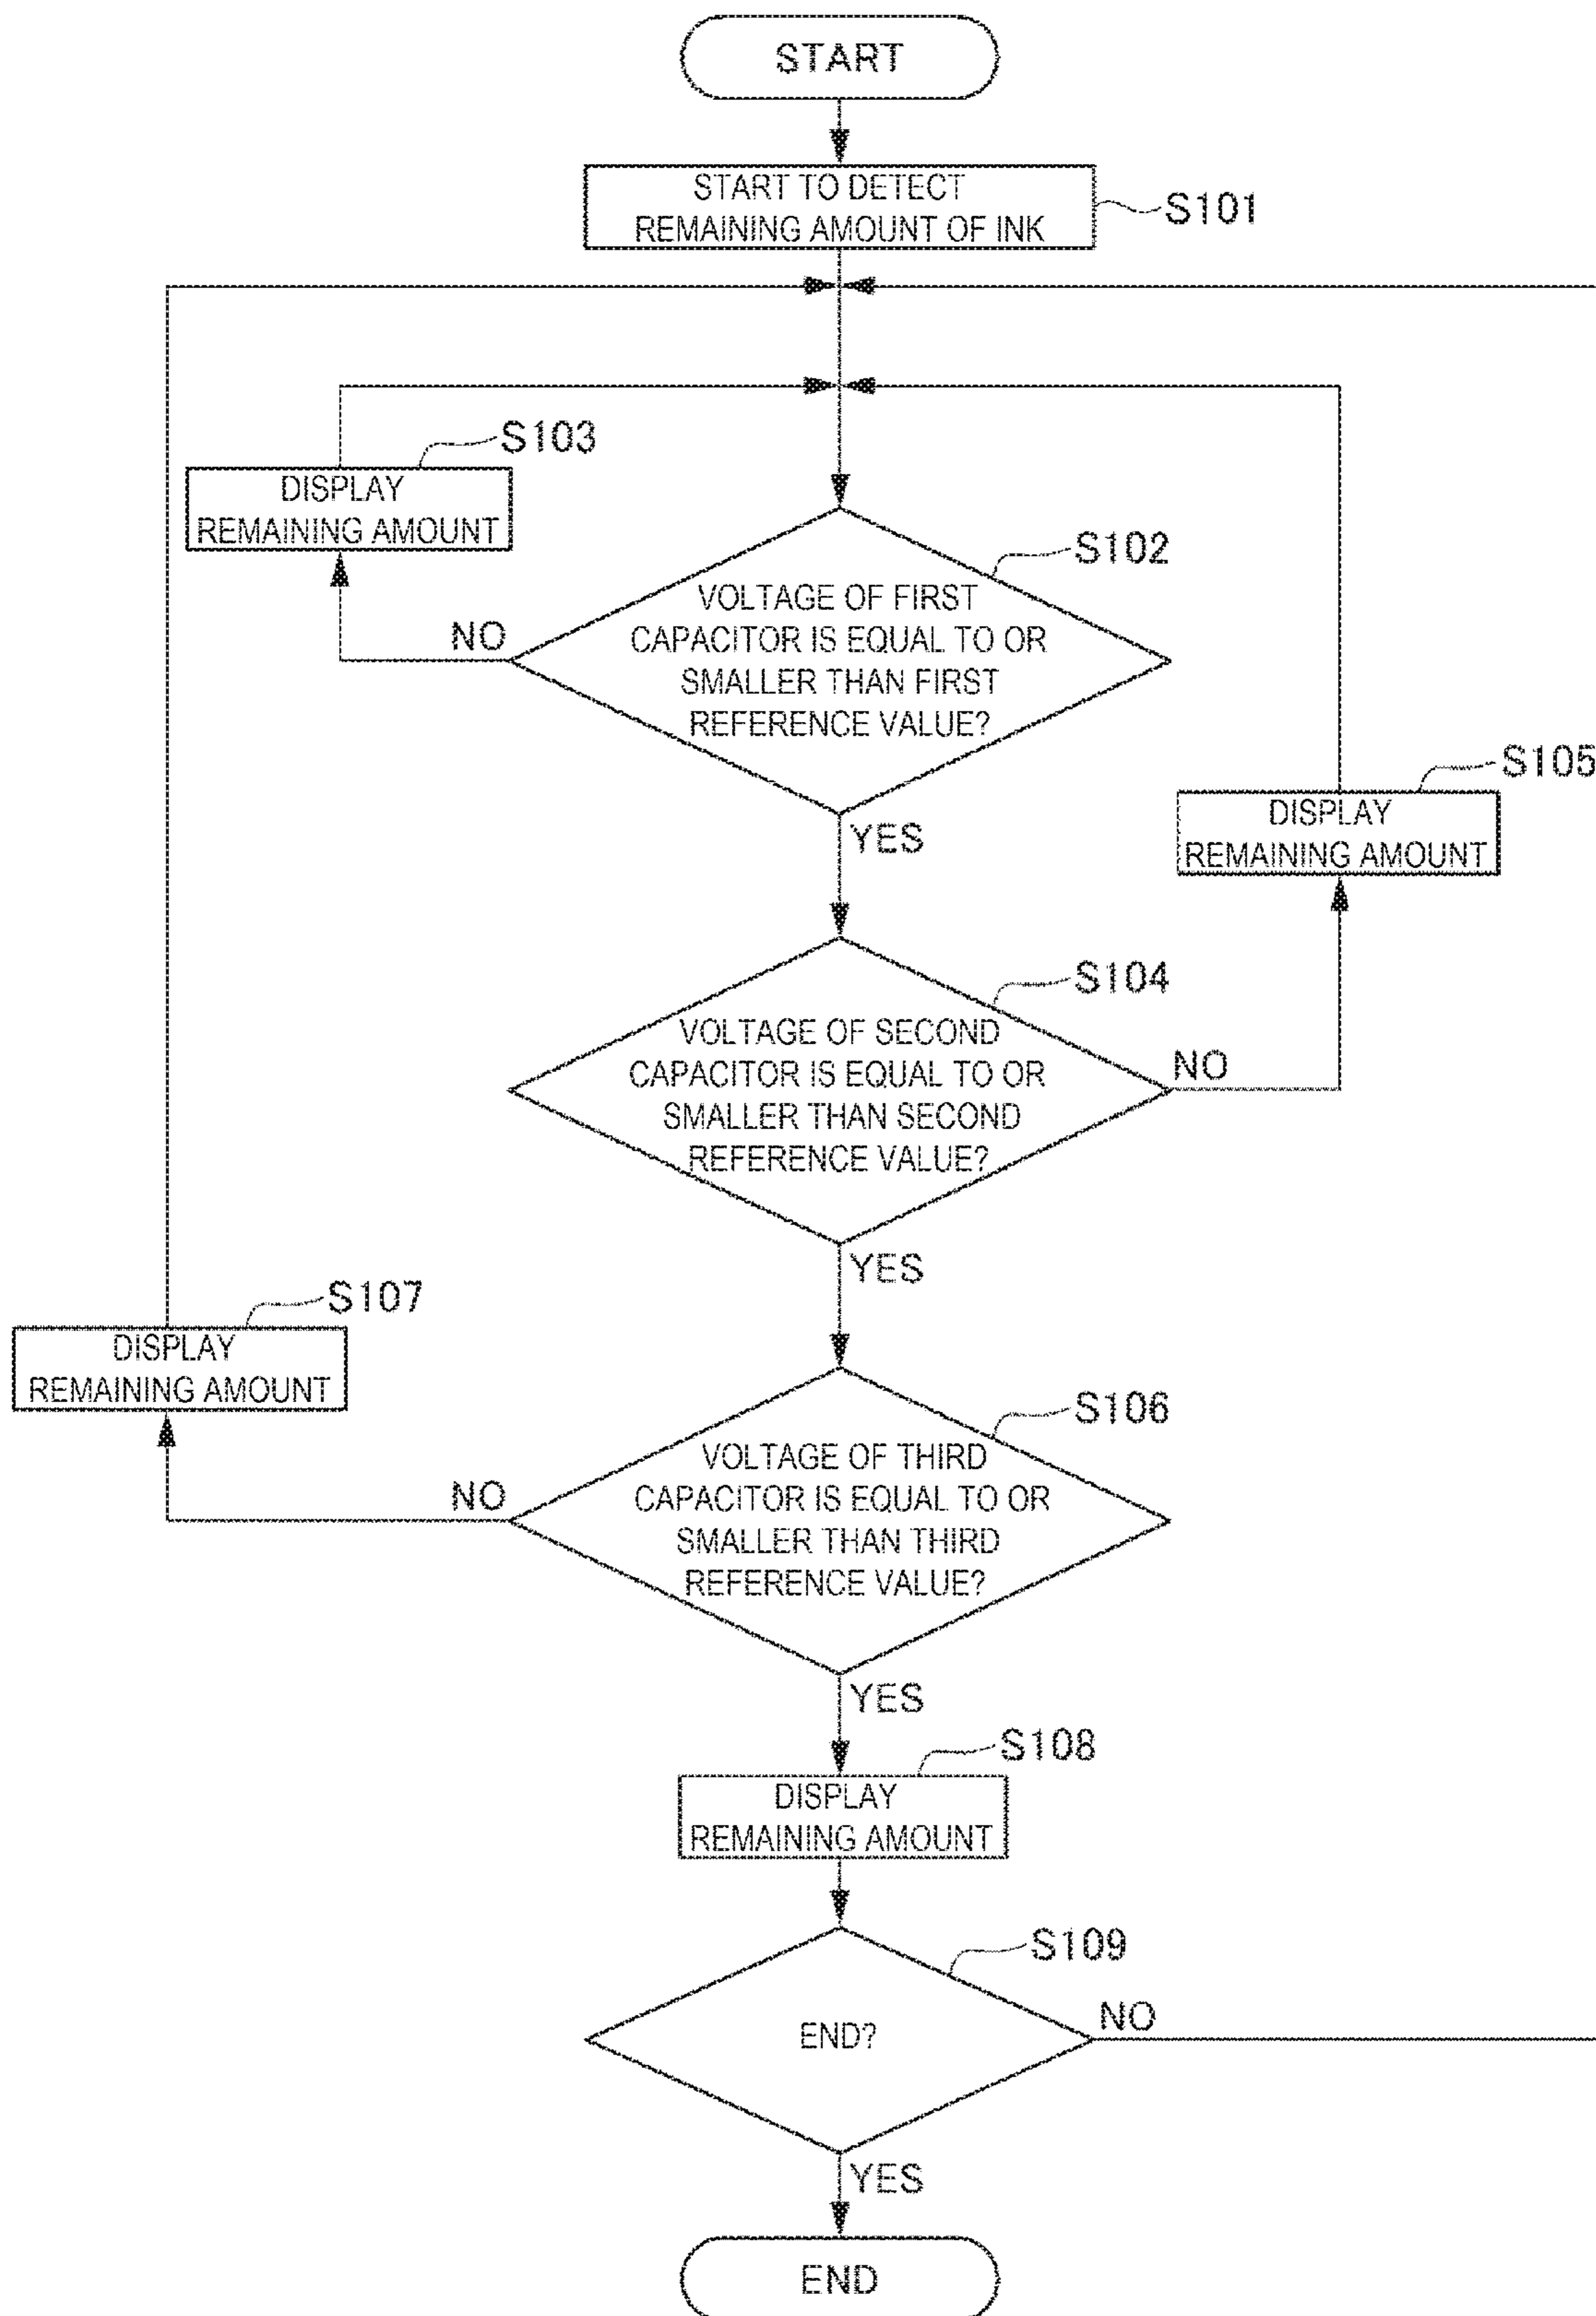 START
START TO DETECT
REMAINING AMOUNT OF INK
S101
S103
DISPLAY
REMAINING AMOUNT
S102
VOLTAGE OF FIRST
CAPACITOR IS EQUAL TO OR
SMALLER THAN FIRST
REFERENCE VALUE?
NO
YES
S105
DISPLAY
REMAINING AMOUNT
S104
VOLTAGE OF SECOND
CAPACITOR IS EQUAL TO OR
SMALLER THAN SECOND
REFERENCE VALUE?
NO
YES
S107
DISPLAY
REMAINING AMOUNT
S106
VOLTAGE OF THIRD
CAPACITOR IS EQUAL TO OR
SMALLER THAN THIRD
REFERENCE VALUE?
NO
YES
S108
DISPLAY
REMAINING AMOUNT
S109
END?
NO
YES
END